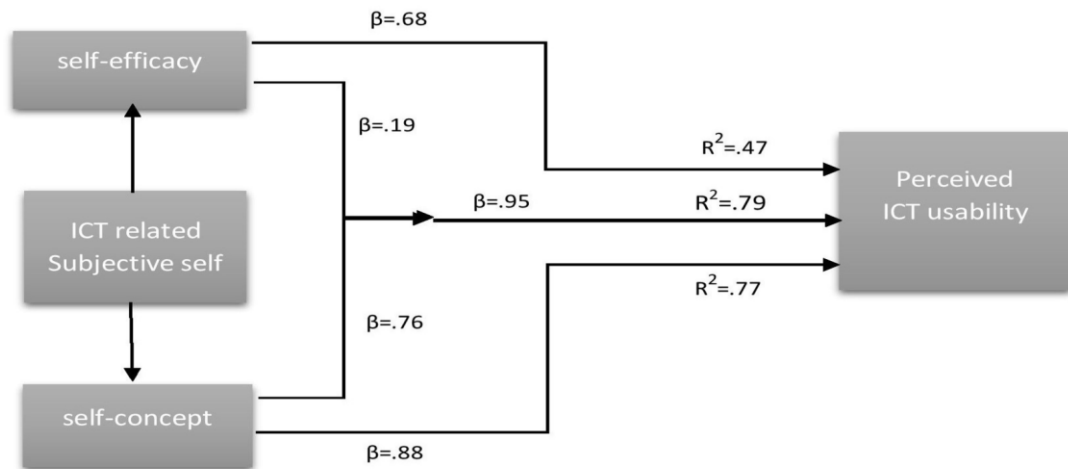 β=.68
self-efficacy
β=.19
R²=.47
Perceived
ICT usability
ICT related
Subjective self
β=.95
R²=.79
R²=.77
β=.76
self-concept
β=.88